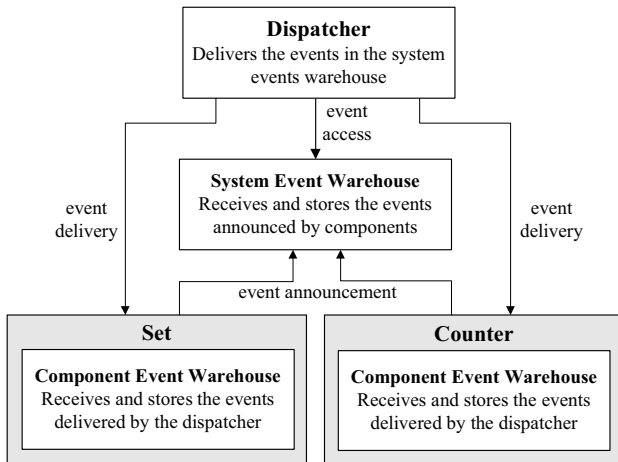 Dispatcher
Delivers the events in the system
events warehouse
event
access
System Event Warehouse
Receives and stores the events
announced by components
event
delivery
event
delivery
event announcement
Set
Component Event Warehouse
Receives and stores the events
delivered by the dispatcher
Counter
Component Event Warehouse
Receives and stores the events
delivered by the dispatcher